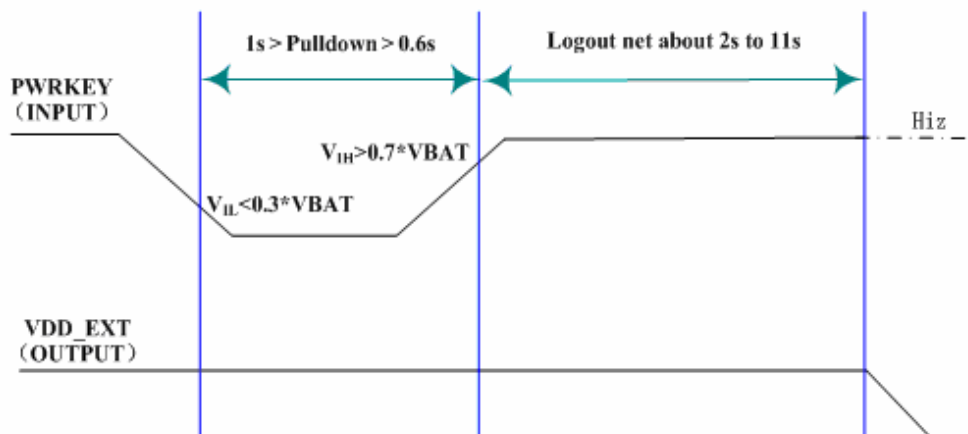 1s > Pulldown > 0.6s
Logout net about 2s to 11s
PWRKEY
（INPUT）
Hiz
VIH>0.7*VBAT
VIL<0.3*VBAT
VDD_EXT
（OUTPUT）